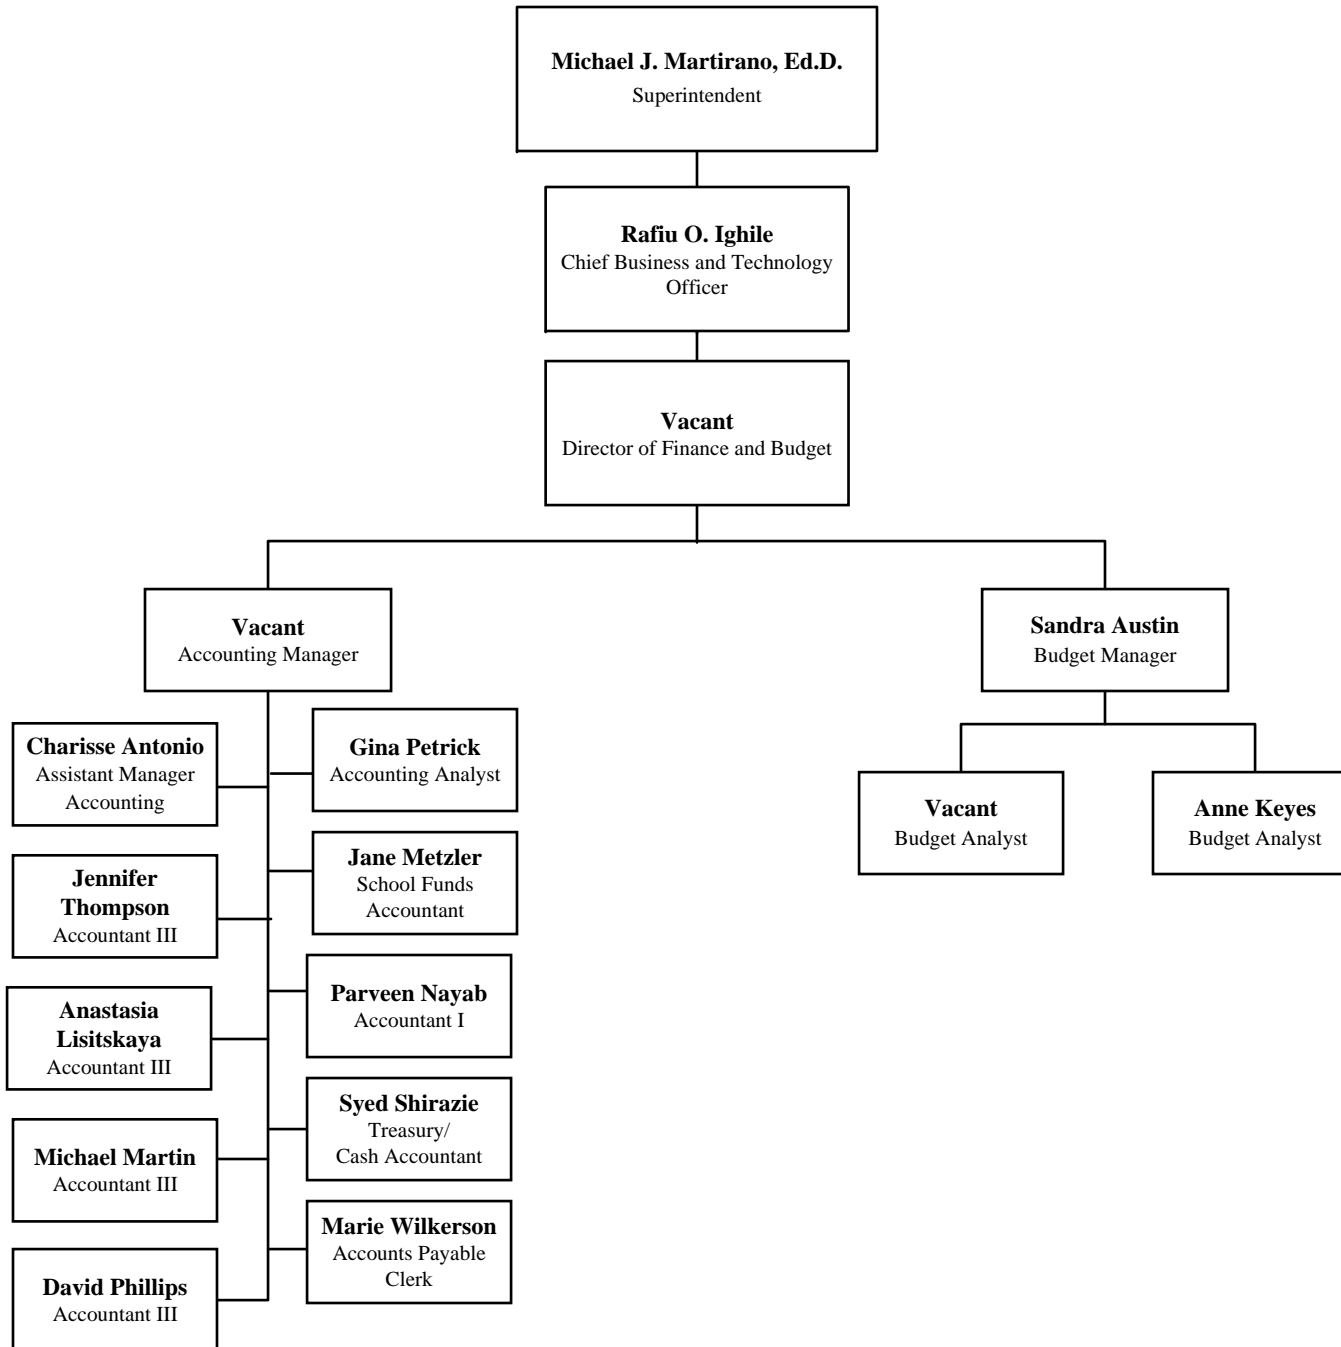 Michael J. Martirano, Ed.D.
Superintendent
Rafiu O. Ighile
Chief Business and Technology
Officer
Vacant
Director of Finance and Budget
Vacant
Accounting Manager
Sandra Austin
Budget Manager
Charisse Antonio
Assistant Manager
Accounting
Gina Petrick
Accounting Analyst
Jennifer
Thompson
Accountant III
Jane Metzler
School Funds
Accountant
Anastasia
Lisitskaya
Accountant III
Parveen Nayab
Accountant I
Michael Martin
Accountant III
Syed Shirazie
Treasury/
Cash Accountant
David Phillips
Accountant III
Marie Wilkerson
Accounts Payable
Clerk
Vacant
Budget Analyst
Anne Keyes
Budget Analyst